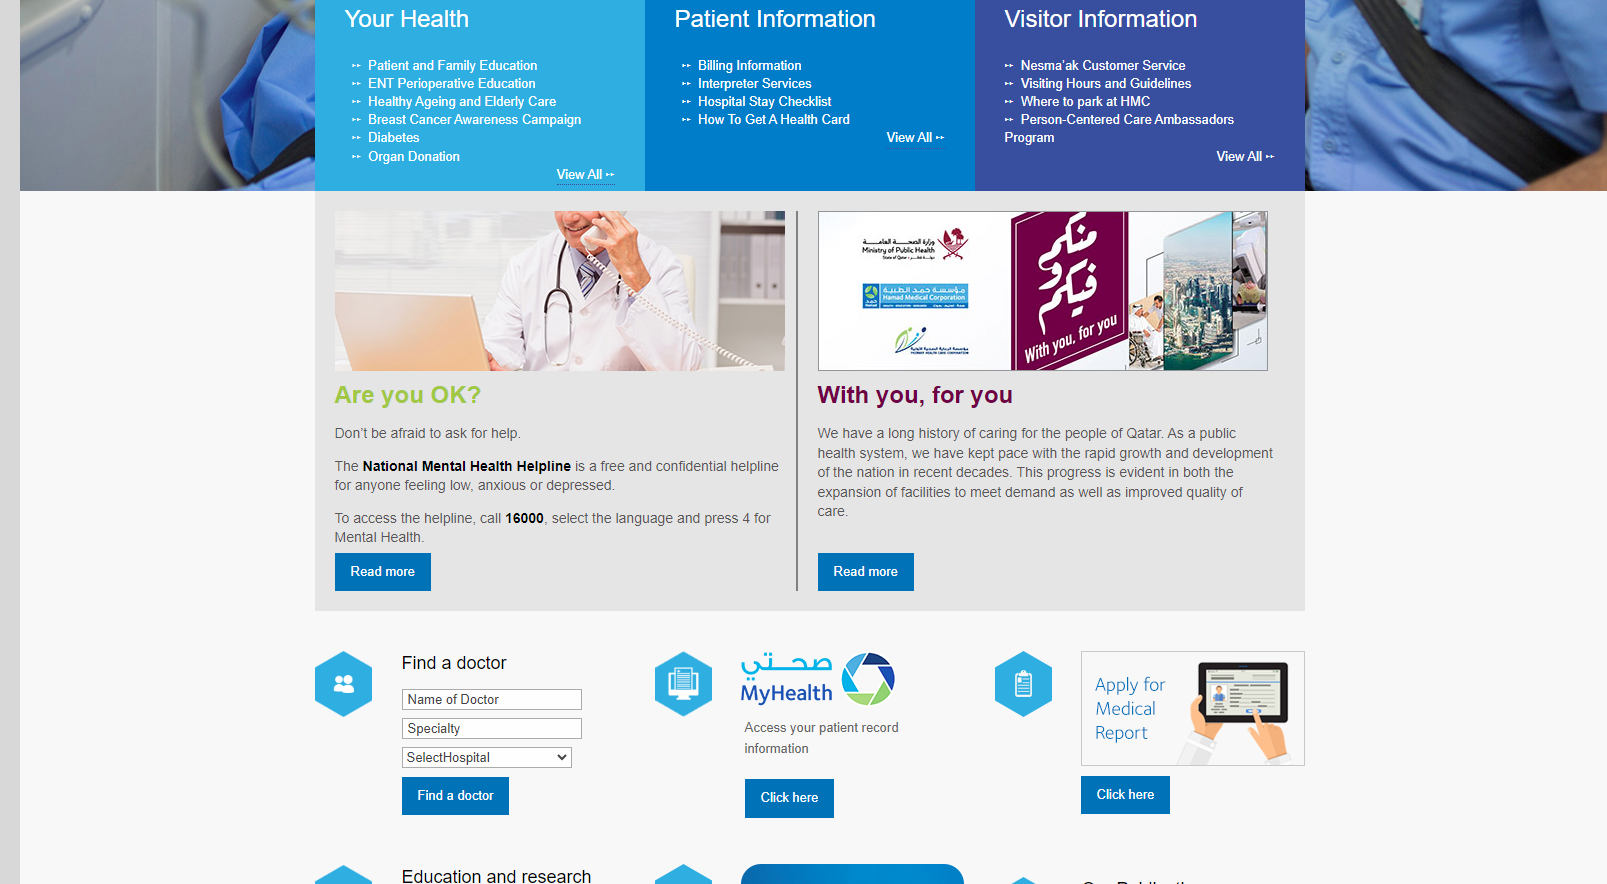 Your Health
Patient and Family Education
ENT Perioperative Education
Healthy Ageing and Elderly Care
Breast Cancer Awareness Campaign
Diabetes
Organ Donation
View All
Patient Information
Billing Information
Interpreter Services
Hospital Stay Checklist
How To Get A Health Card
View All
Visitor Information
Nesma'ak Customer Service
Visiting Hours and Guidelines
Where to park at HMC
Person-Centered Care Ambassadors
Program
View All
وزارة الصحة العامة
Ministry of Public Health
State of Qatar • دولة قطر
مؤسسة حمد الطبية
Hamad Medical Corporation
مؤسسة الرعاية الصحية الأولية
PRIMARY HEALTH CARE CORPORATION
منكم
و
فيكم
With you, for you
Are you OK?
Don’t be afraid to ask for help.
The National Mental Health Helpline is a free and confidential helpline
for anyone feeling low, anxious or depressed.
To access the helpline, call 16000, select the language and press 4 for
Mental Health.
Read more
With you, for you
We have a long history of caring for the people of Qatar. As a public
health system, we have kept pace with the rapid growth and development
of the nation in recent decades. This progress is evident in both the
expansion of facilities to meet demand as well as improved quality of
care.
Read more
Find a doctor
Name of Doctor
Specialty
SelectHospital
Find a doctor
صحتي
MyHealth
Access your patient record
information
Click here
Apply for
Medical
Report
Click here
Education and research